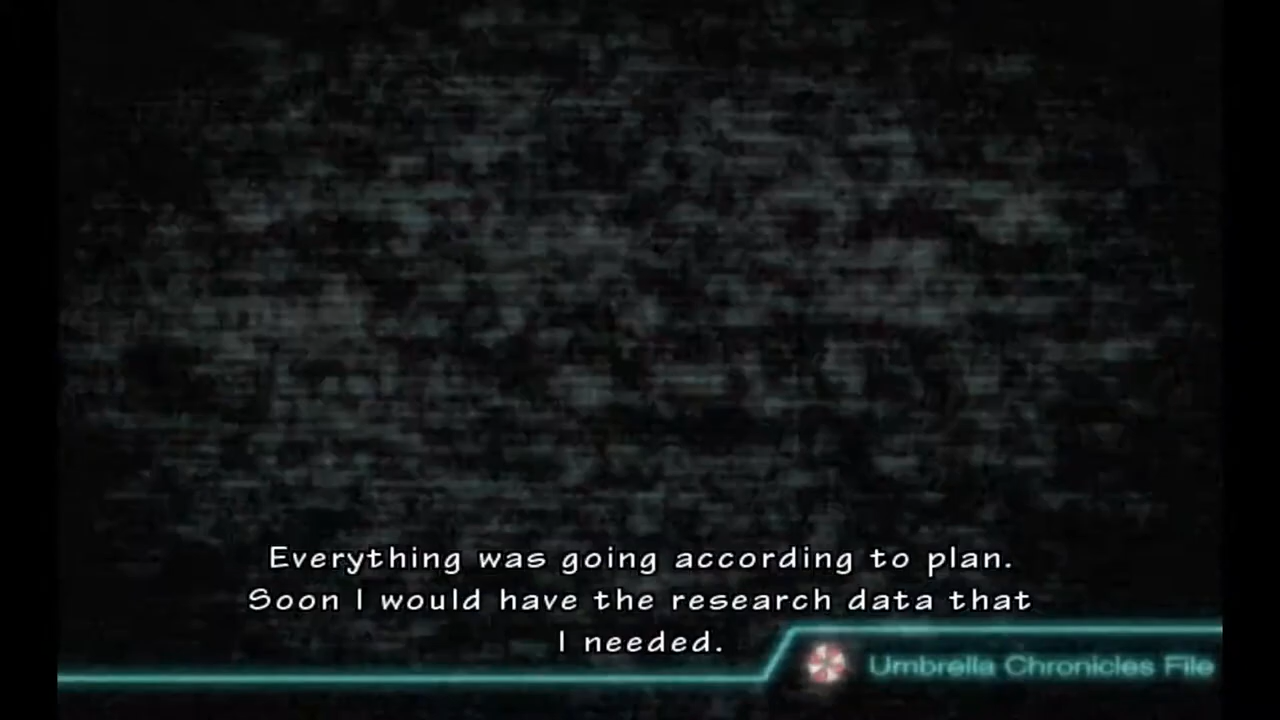 Everything was going according to plan.
Soon I would have the research data that
I needed.
Umbrella Chronicles File